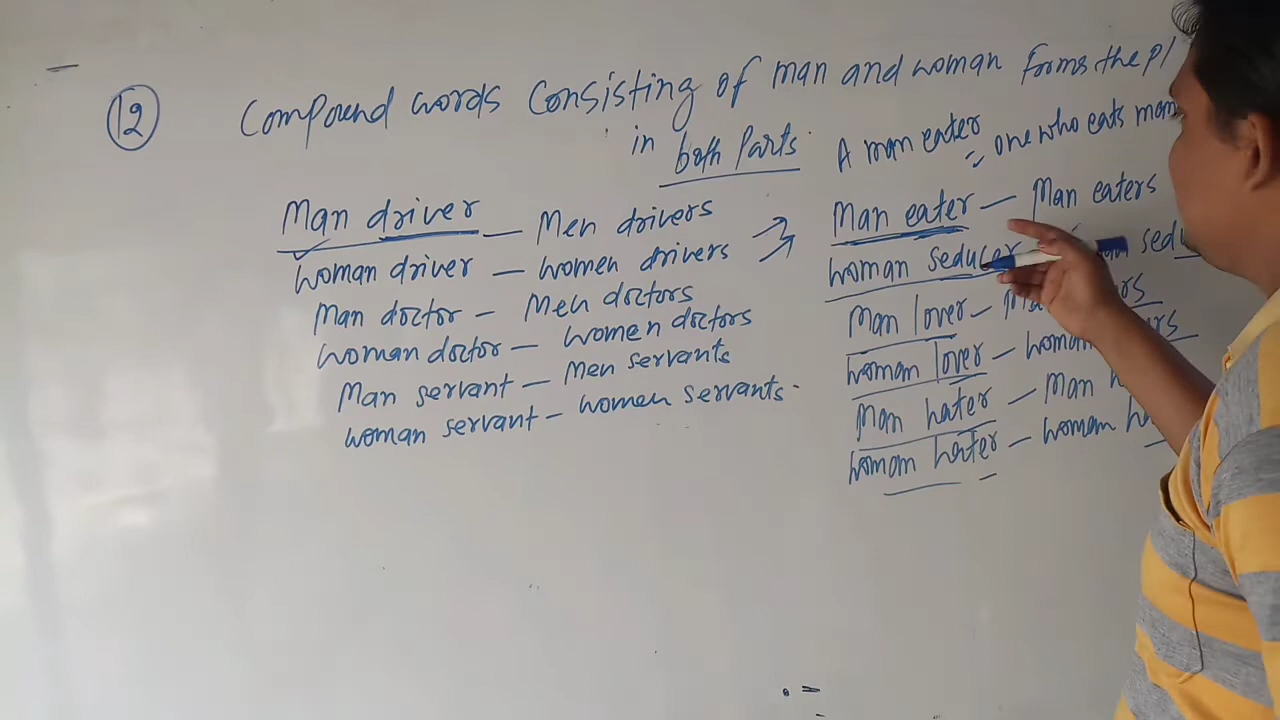 12 Compound words consisting of man and woman forms the pl
in both Parts
A man eater
= one who eats man
Man driver — Men drivers
woman driver — women drivers
Man doctor — Men doctors
woman doctor — women doctors
Man servant — Men servants
woman servant — women servants.
Man eater — Man eaters
woman seducer
Man lover —
woman lover — woman
Man hater — Man
woman hater — woman